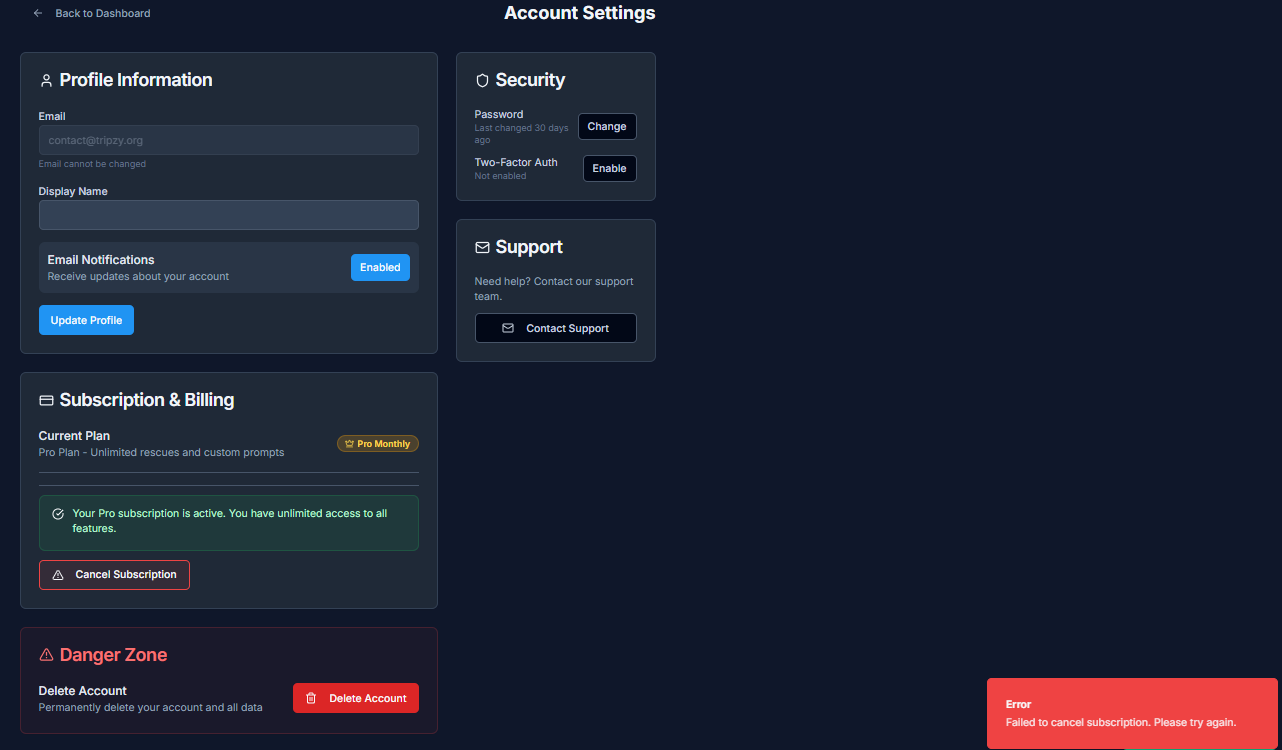 Back to Dashboard
Account Settings
Profile Information
Email
contact@tripzy.org
Email cannot be changed
Display Name
Email Notifications
Receive updates about your account
Enabled
Update Profile
Security
Password
Last changed 30 days
ago
Change
Two-Factor Auth
Not enabled
Enable
Support
Need help? Contact our support
team.
Contact Support
Subscription & Billing
Current Plan
Pro Plan - Unlimited rescues and custom prompts
Pro Monthly
Your Pro subscription is active. You have unlimited access to all
features.
Cancel Subscription
Danger Zone
Delete Account
Permanently delete your account and all data
Delete Account
Error
Failed to cancel subscription. Please try again.